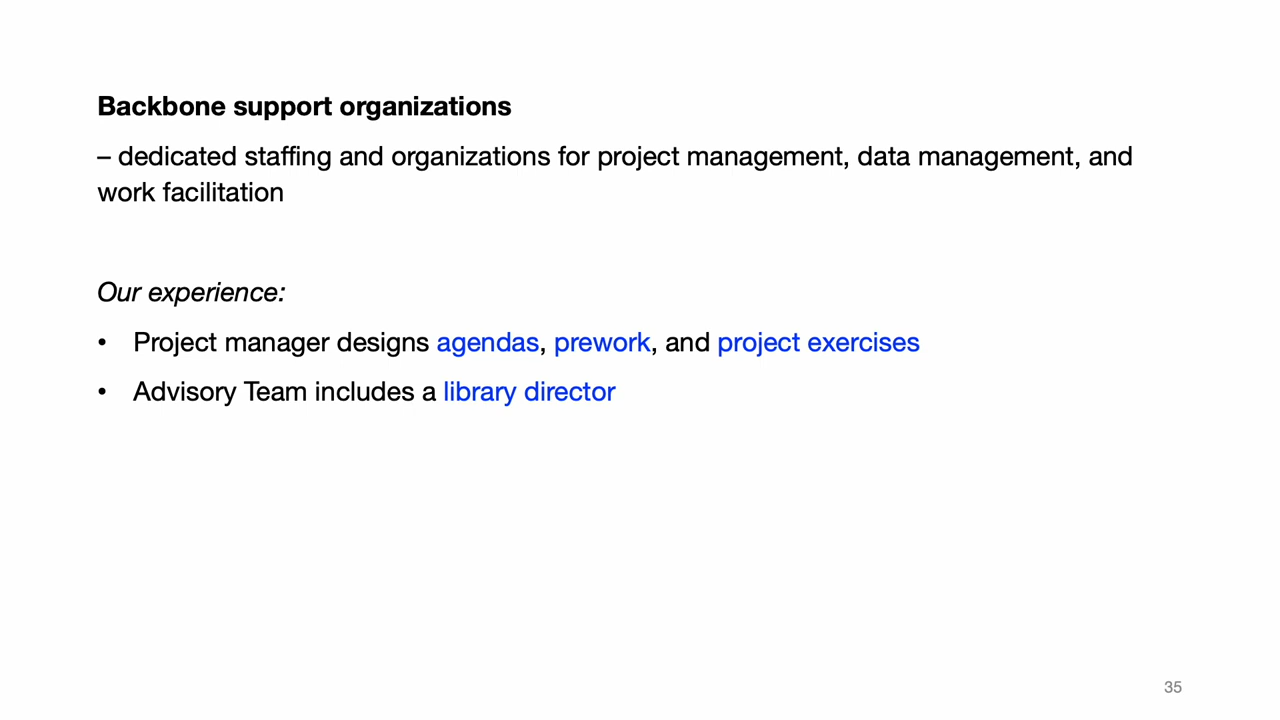 Backbone support organizations
– dedicated staffing and organizations for project management, data management, and
work facilitation
Our experience:
• Project manager designs agendas, prework, and project exercises
• Advisory Team includes a library director
35